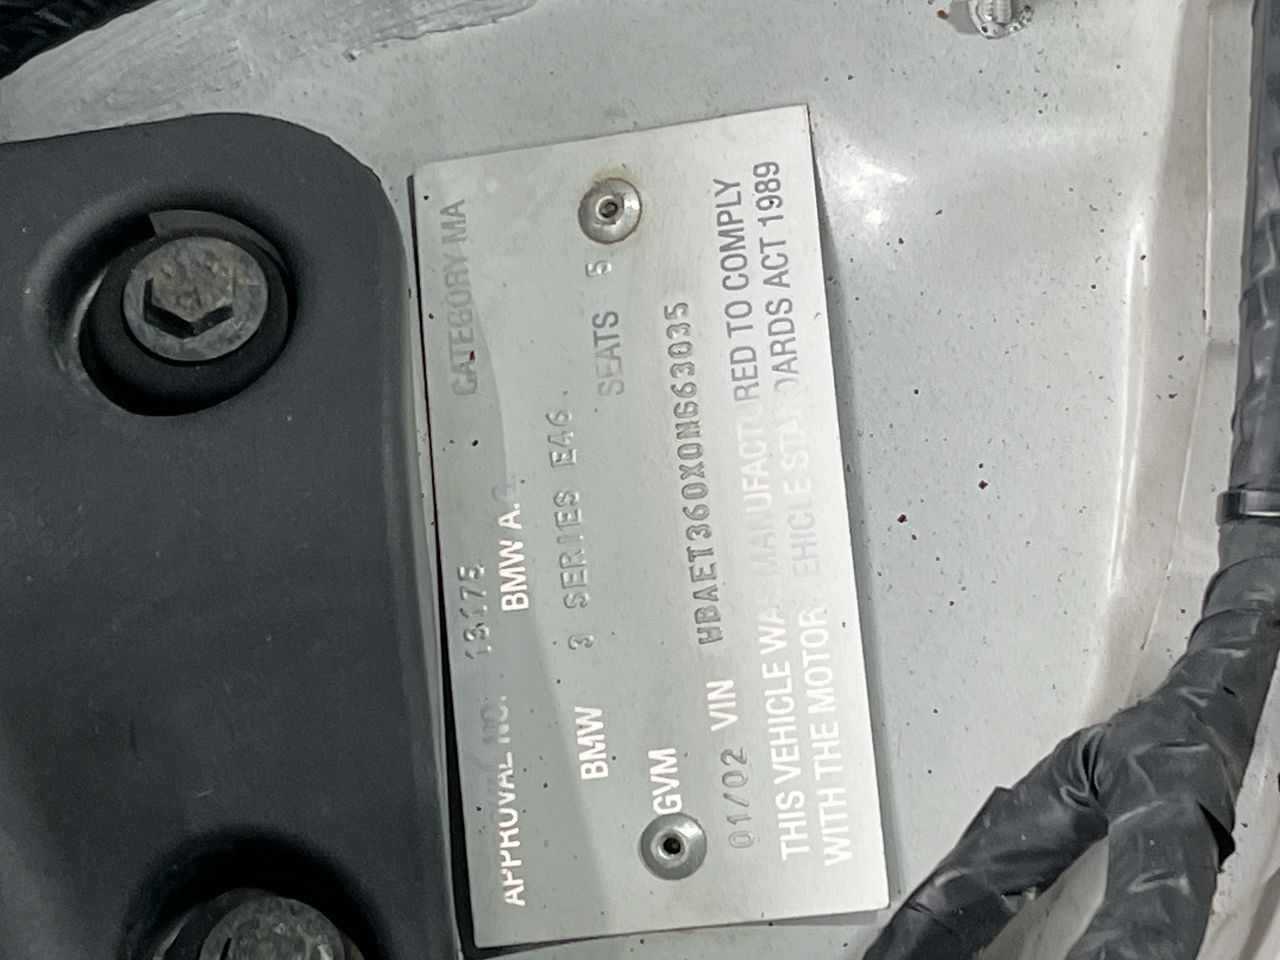 APPROVAL NO. 13175 CATEGORY MA
BMW A.G.
BMW 3 SERIES E46
GVM SEATS 5
01/02 VIN WBAET360X0NG63035
THIS VEHICLE WAS MANUFACTURED TO COMPLY
WITH THE MOTOR VEHICLE STANDARDS ACT 1989